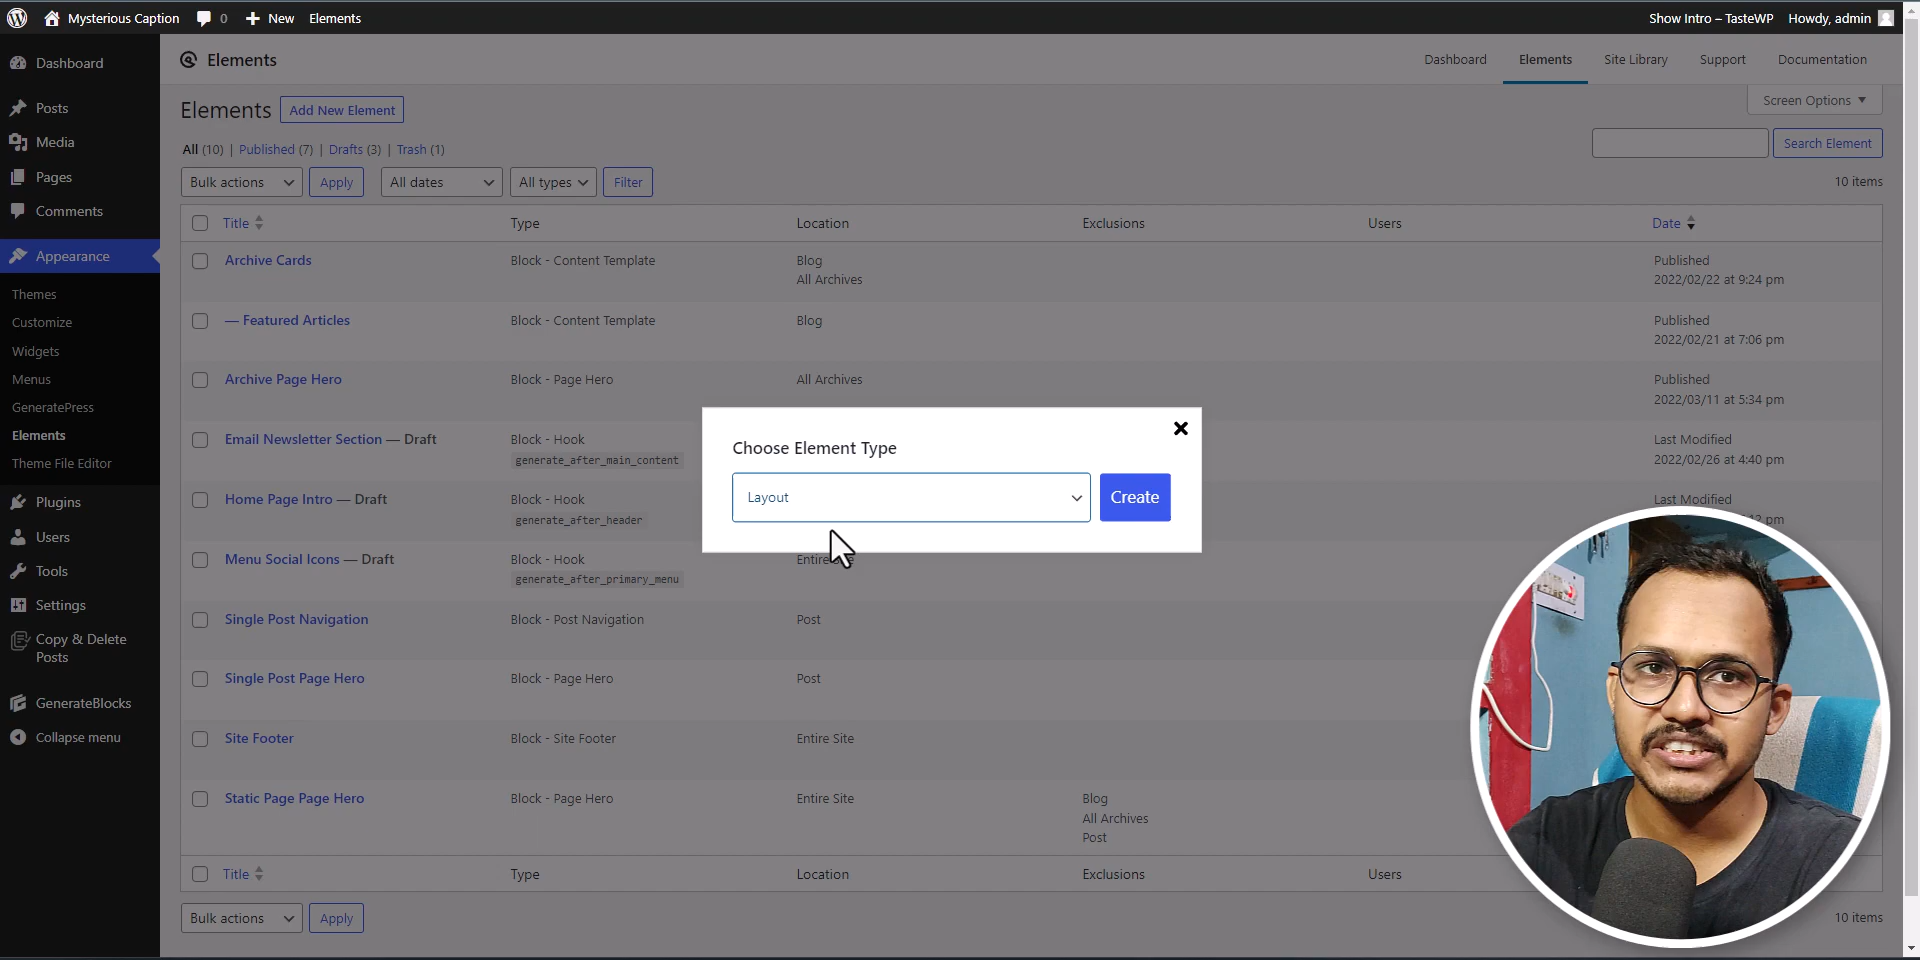 Mysterious Caption 0 New Elements Show Intro – TasteWP Howdy, admin
Dashboard
Posts
Media
Pages
Comments
Appearance
Themes
Customize
Widgets
Menus
GeneratePress
Elements
Theme File Editor
Plugins
Users
Tools
Settings
Copy & Delete
Posts
GenerateBlocks
Collapse menu
Elements Dashboard Elements Site Library Support Documentation
Elements Add New Element Screen Options
All (10) | Published (7) | Drafts (3) | Trash (1) Search Element
Bulk actions Apply All dates All types Filter 10 items
Title Type Location Exclusions Users Date
Archive Cards Block - Content Template Blog Published
All Archives 2022/02/22 at 9:24 pm
— Featured Articles Block - Content Template Blog Published
2022/02/21 at 7:06 pm
Archive Page Hero Block - Page Hero All Archives Published
2022/03/11 at 5:34 pm
Choose Element Type
Layout Create
Email Newsletter Section — Draft Block - Hook Last Modified
generate_after_main_content 2022/02/26 at 4:40 pm
Home Page Intro — Draft Block - Hook Last Modified
generate_after_header pm
Menu Social Icons — Draft Block - Hook
generate_after_primary_menu
Single Post Navigation Block - Post Navigation Post
Single Post Page Hero Block - Page Hero Post
Site Footer Block - Site Footer Entire Site
Static Page Page Hero Block - Page Hero Entire Site Blog
All Archives
Post
Title Type Location Exclusions Users
Bulk actions Apply 10 items